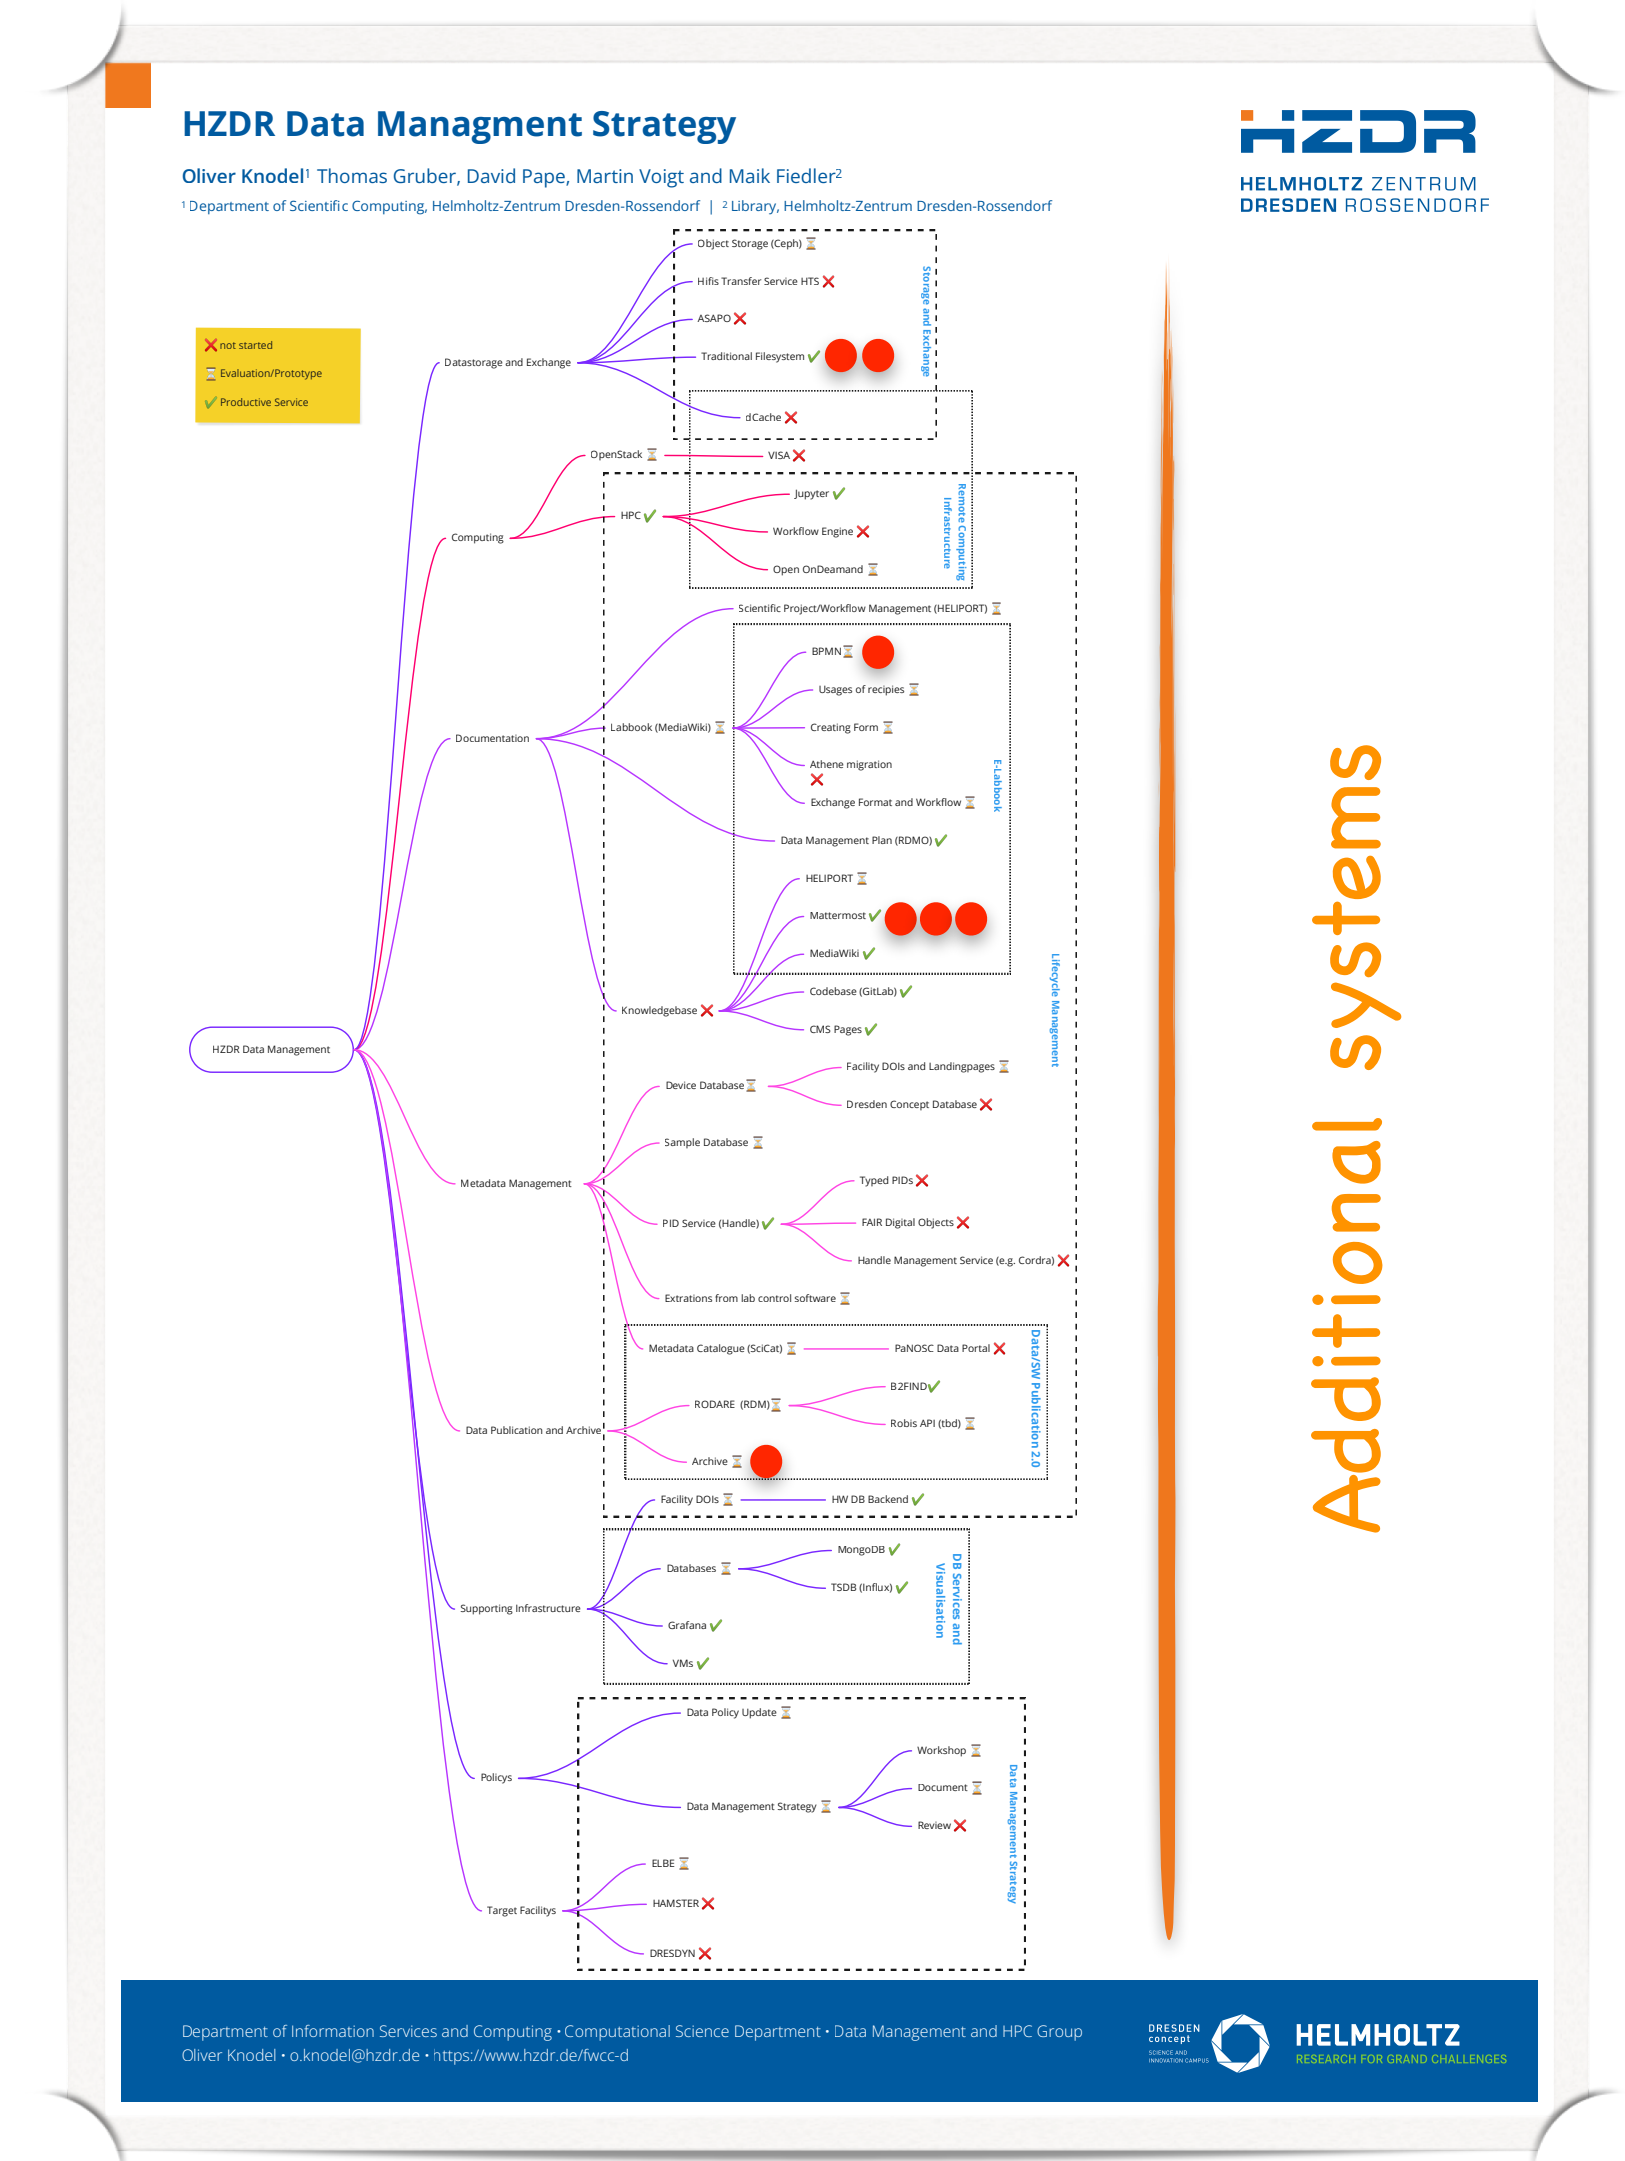 HZDR Data Managment Strategy
Oliver Knodel¹ Thomas Gruber, David Pape, Martin Voigt and Maik Fiedler²
¹ Department of Scientific Computing, Helmholtz-Zentrum Dresden-Rossendorf | ² Library, Helmholtz-Zentrum Dresden-Rossendorf
HZDR
HELMHOLTZ ZENTRUM
DRESDEN ROSSENDORF
❌ not started
⏳ Evaluation/Prototype
✔ Productive Service
HZDR Data Management
Datastorage and Exchange
Object Storage (Ceph) ⏳
Hifis Transfer Service HTS ❌
ASAPO ❌
Traditional Filesystem ✔
dCache ❌
Storage and Exchange
Computing
OpenStack ⏳
VISA ❌
HPC ✔
Jupyter ✔
Workflow Engine ❌
Open OnDeamand ⏳
Remote Computing
Infrastructure
Documentation
Scientific Project/Workflow Management (HELIPORT) ⏳
Labbook (MediaWiki) ⏳
BPMN⏳
Usages of recipies ⏳
Creating Form ⏳
Athene migration
❌
Exchange Format and Workflow ⏳
Data Management Plan (RDMO) ✔
E-Labbook
Knowledgebase ❌
HELIPORT ⏳
Mattermost ✔
MediaWiki ✔
Codebase (GitLab) ✔
CMS Pages ✔
Lifecycle Management
Metadata Management
Device Database⏳
Facility DOIs and Landingpages ⏳
Dresden Concept Database ❌
Sample Database ⏳
PID Service (Handle) ✔
Typed PIDs ❌
FAIR Digital Objects ❌
Handle Management Service (e.g. Cordra) ❌
Extrations from lab control software ⏳
Metadata Catalogue (SciCat) ⏳
PaNOSC Data Portal ❌
Data Publication and Archive
RODARE (RDM)⏳
B2FIND✔
Robis API (tbd) ⏳
Archive ⏳
Data/SW Publication 2.0
Supporting Infrastructure
Facility DOIs ⏳
HW DB Backend ✔
Databases ⏳
MongoDB ✔
TSDB (Influx) ✔
Grafana ✔
VMs ✔
DB Services and
Visualisation
Policys
Data Policy Update ⏳
Data Management Strategy ⏳
Workshop ⏳
Document ⏳
Review ❌
Target Facilitys
ELBE ⏳
HAMSTER ❌
DRESDYN ❌
Data Management Strategy
Additional systems
Department of Information Services and Computing • Computational Science Department • Data Management and HPC Group
Oliver Knodel • o.knodel@hzdr.de • https://www.hzdr.de/fwcc-d
DRESDEN
concept
SCIENCE AND
INNOVATION CAMPUS
HELMHOLTZ
RESEARCH FOR GRAND CHALLENGES